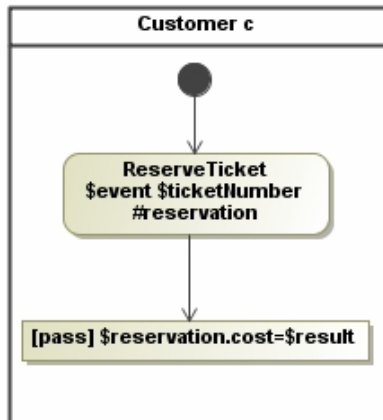 Customer c
ReserveTicket
$event $ticketNumber
#reservation
[pass] $reservation.cost=$result